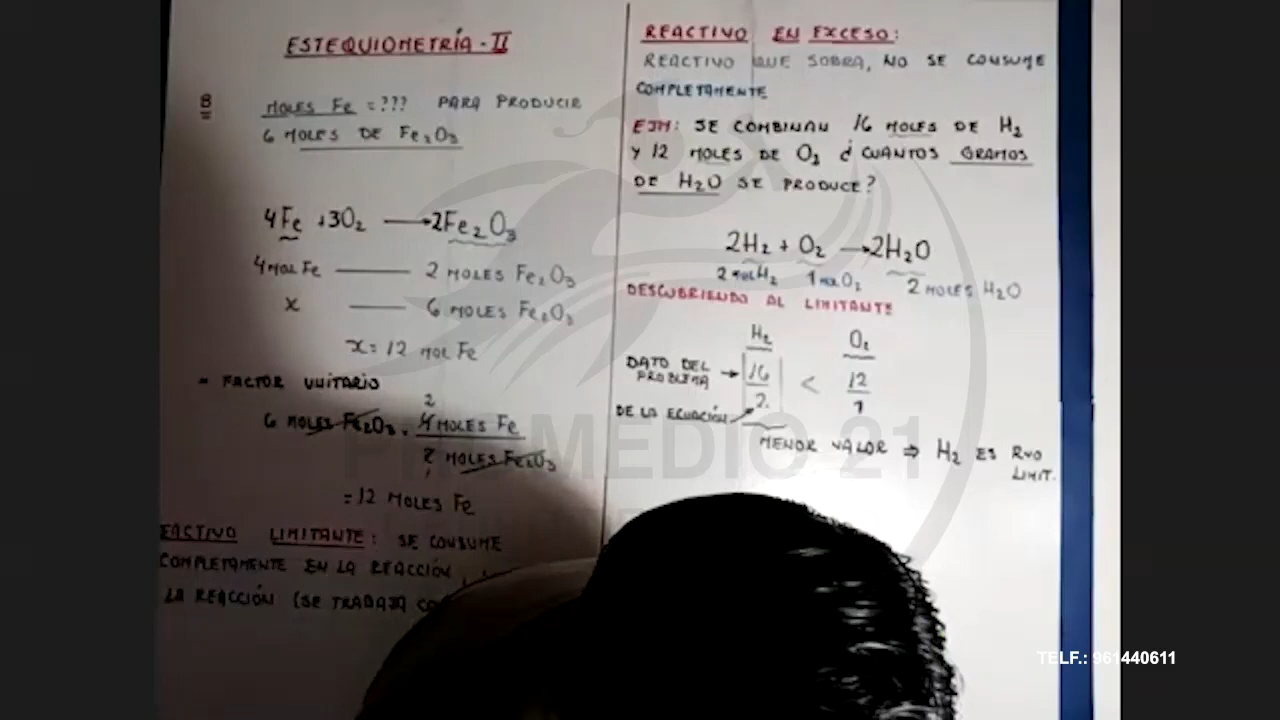 ESTEQUIOMETRÍA - II
8 MOLES Fe = ??? PARA PRODUCIR
6 MOLES DE Fe₂O₃
4Fe + 3O₂ → 2Fe₂O₃
4 MOL Fe — 2 MOLES Fe₂O₃
x — 6 MOLES Fe₂O₃
x = 12 MOL Fe
- FACTOR UNITARIO
2
6 MOLES Fe₂O₃ . 4 MOLES Fe
2 MOLES Fe₂O₃
1
= 12 MOLES Fe
EACTIVO LIMITANTE: SE CONSUME
COMPLETAMENTE EN LA REACCIÓN
LA REACCIÓN (SE TRABAJA CO
REACTIVO EN EXCESO:
REACTIVO QUE SOBRA, NO SE CONSUME
COMPLETAMENTE
EJM: SE COMBINAN 16 MOLES DE H₂
Y 12 MOLES DE O₂ ¿ CUANTOS GRAMOS
DE H₂O SE PRODUCE?
2H₂ + O₂ → 2H₂O
2 MOL H₂ 1 MOL O₂ 2 MOLES H₂O
DESCUBRIENDO AL LIMITANTE
H₂ O₂
DATO DEL
PROBLEMA → 16 < 12
DE LA ECUACIÓN 2 1
MENOR VALOR ⇒ H₂ ES RVO
LIMIT.
PREMEDIO 21
TELF.: 961440611